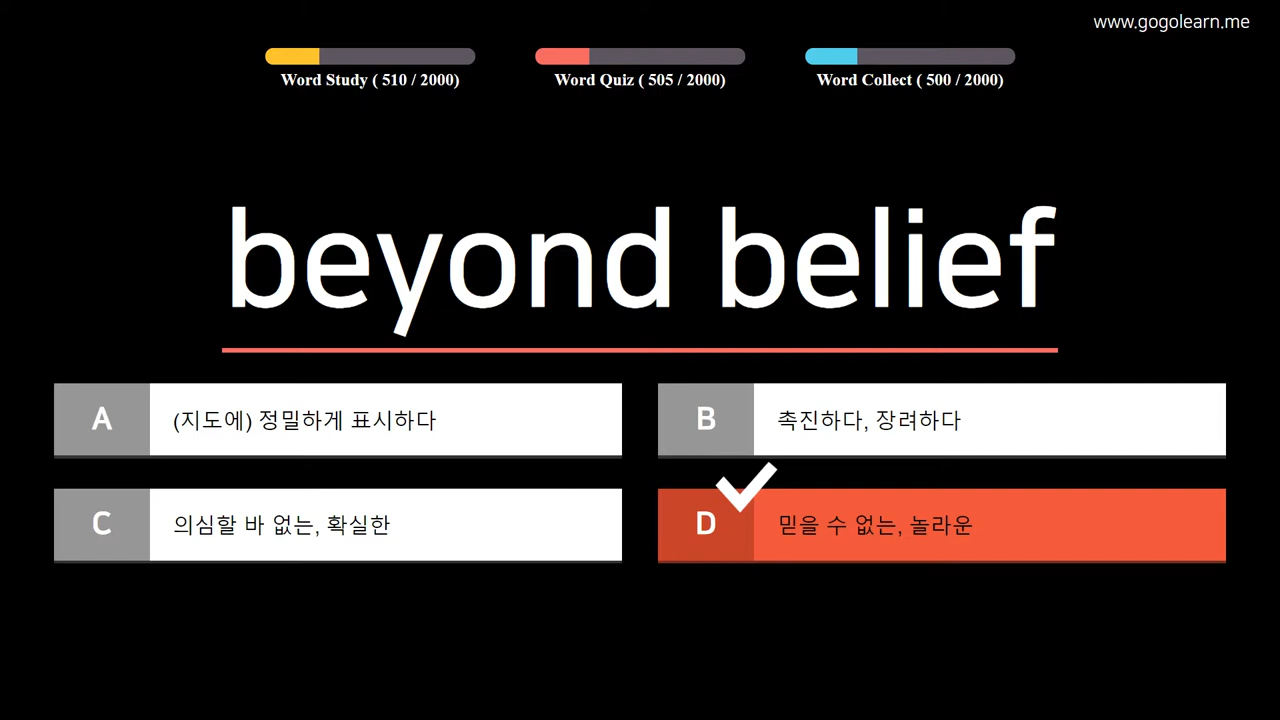 www.gogolearn.me
Word Study ( 510 / 2000)
Word Quiz ( 505 / 2000)
Word Collect ( 500 / 2000)
beyond belief
A (지도에) 정밀하게 표시하다
B 촉진하다, 장려하다
C 의심할 바 없는, 확실한
D 믿을 수 없는, 놀라운